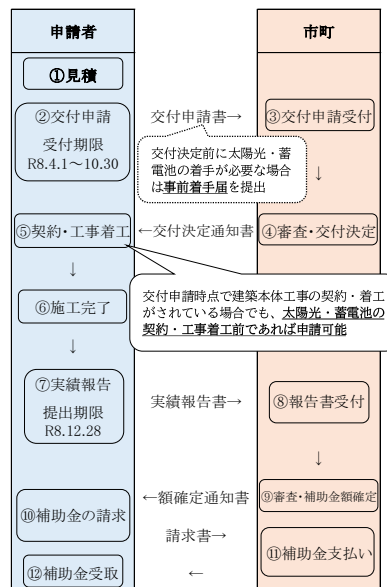 申請者
市町
①見積
②交付申請
受付期限
R8.4.1～10.30
交付申請書→
③交付申請受付
交付決定前に太陽光・蓄
電池の着手が必要な場合
は事前着手届を提出
↓
⑤契約・工事着工
←交付決定通知書
④審査・交付決定
↓
交付申請時点で建築本体工事の契約・着工
がされている場合でも、太陽光・蓄電池の
契約・工事着工前であれば申請可能
⑥施工完了
↓
⑦実績報告
提出期限
R8.12.28
実績報告書→
⑧報告書受付
↓
←額確定通知書
⑨審査・補助金額確定
⑩補助金の請求
請求書→
⑪補助金支払い
⑫補助金受取
←